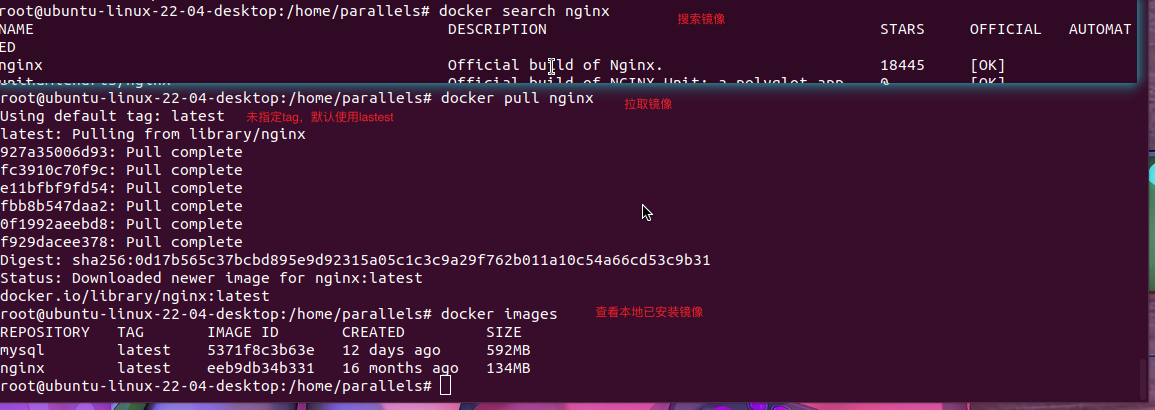 root@ubuntu-linux-22-04-desktop:/home/parallels# docker search nginx
搜索镜像
NAME DESCRIPTION STARS OFFICIAL AUTOMAT
ED
nginx Official build of Nginx. 18445 [OK]
Official build of NGINX Unit: a polyglot app 0 [OK]
root@ubuntu-linux-22-04-desktop:/home/parallels# docker pull nginx
拉取镜像
Using default tag: latest 未指定tag，默认使用lastest
latest: Pulling from library/nginx
927a35006d93: Pull complete
fc3910c70f9c: Pull complete
e11bfbf9fd54: Pull complete
fbb8b547daa2: Pull complete
0f1992aeebd8: Pull complete
f929dacee378: Pull complete
Digest: sha256:0d17b565c37bcbd895e9d92315a05c1c3c9a29f762b011a10c54a66cd53c9b31
Status: Downloaded newer image for nginx:latest
docker.io/library/nginx:latest
root@ubuntu-linux-22-04-desktop:/home/parallels# docker images
查看本地已安装镜像
REPOSITORY TAG IMAGE ID CREATED SIZE
mysql latest 5371f8c3b63e 12 days ago 592MB
nginx latest eeb9db34b331 16 months ago 134MB
root@ubuntu-linux-22-04-desktop:/home/parallels#